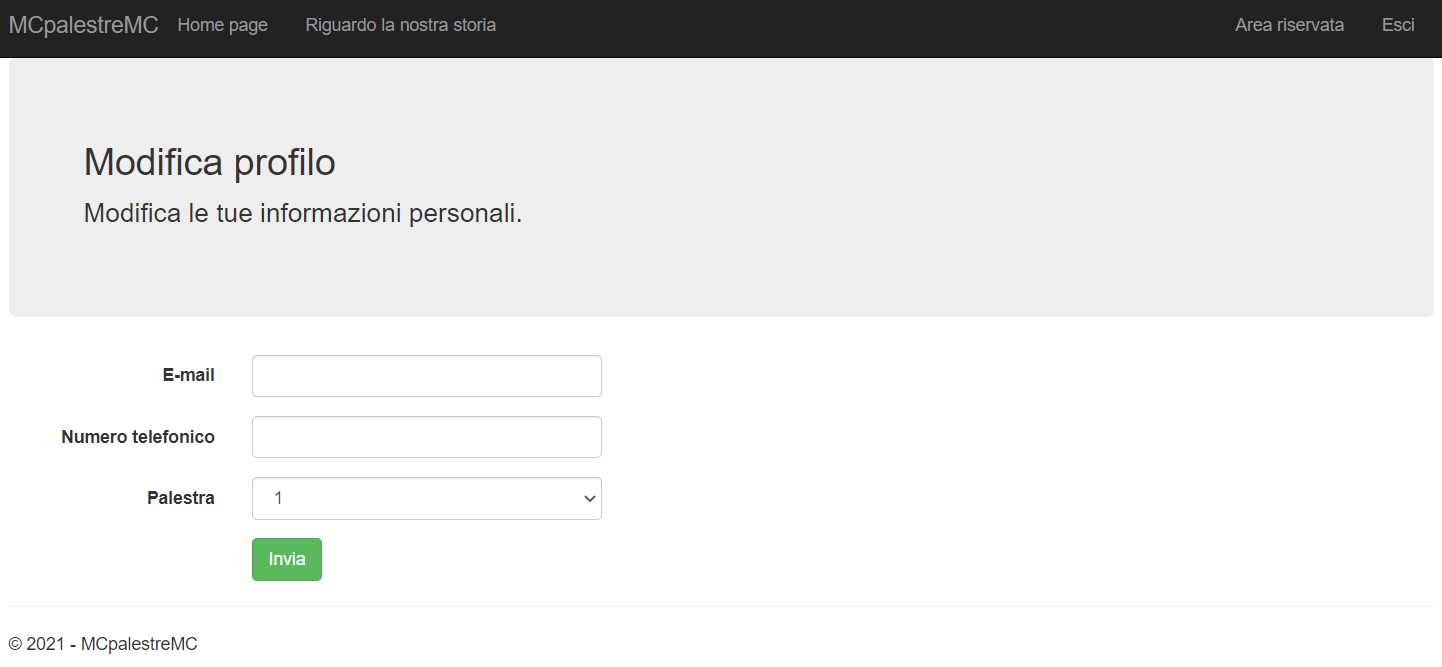 MCpalestreMC Home page Riguardo la nostra storia Area riservata Esci
Modifica profilo
Modifica le tue informazioni personali.
E-mail
Numero telefonico
Palestra 1
Invia
© 2021 - MCpalestreMC